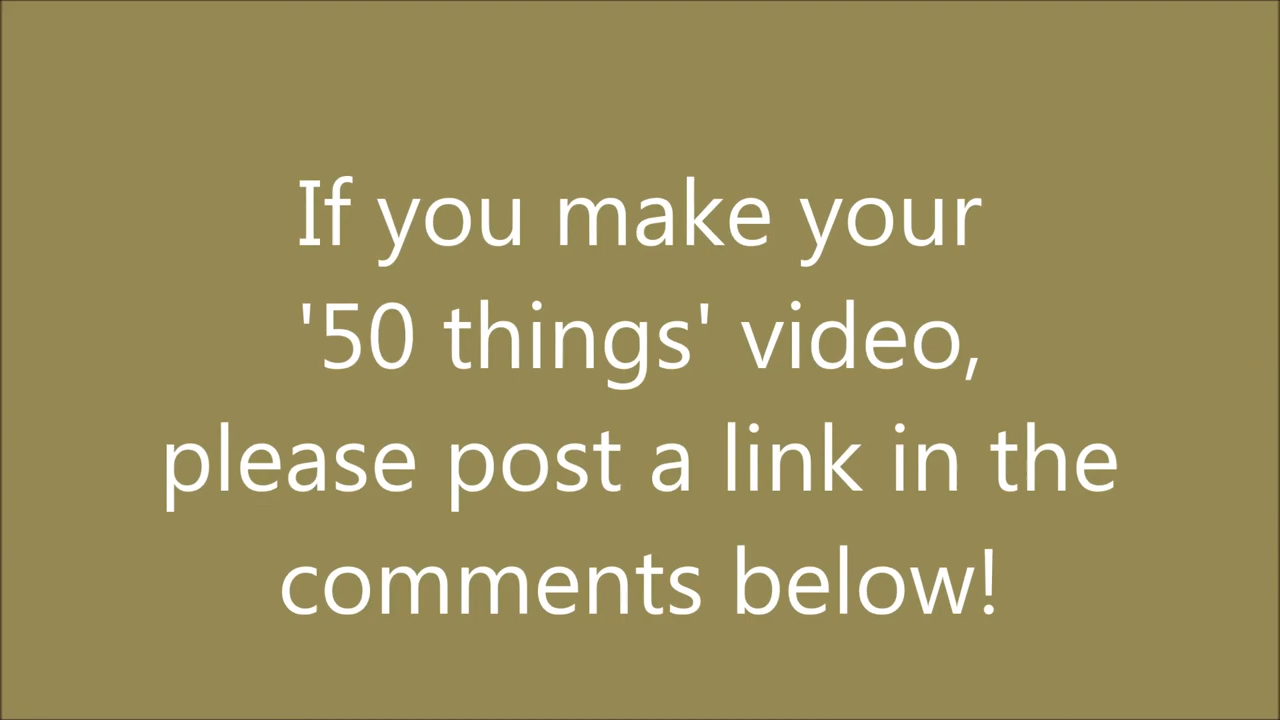 If you make your
'50 things' video,
please post a link in the
comments below!